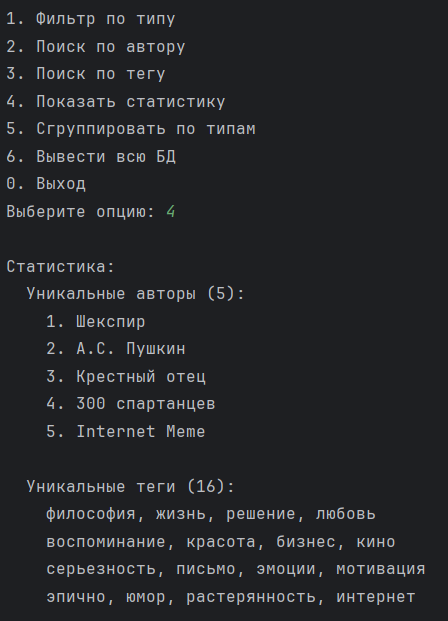 1. Фильтр по типу
2. Поиск по автору
3. Поиск по тегу
4. Показать статистику
5. Сгруппировать по типам
6. Вывести всю БД
0. Выход
Выберите опцию: 4
Статистика:
Уникальные авторы (5):
1. Шекспир
2. А.С. Пушкин
3. Крестный отец
4. 300 спартанцев
5. Internet Meme
Уникальные теги (16):
философия, жизнь, решение, любовь
воспоминание, красота, бизнес, кино
серьезность, письмо, эмоции, мотивация
эпично, юмор, растерянность, интернет